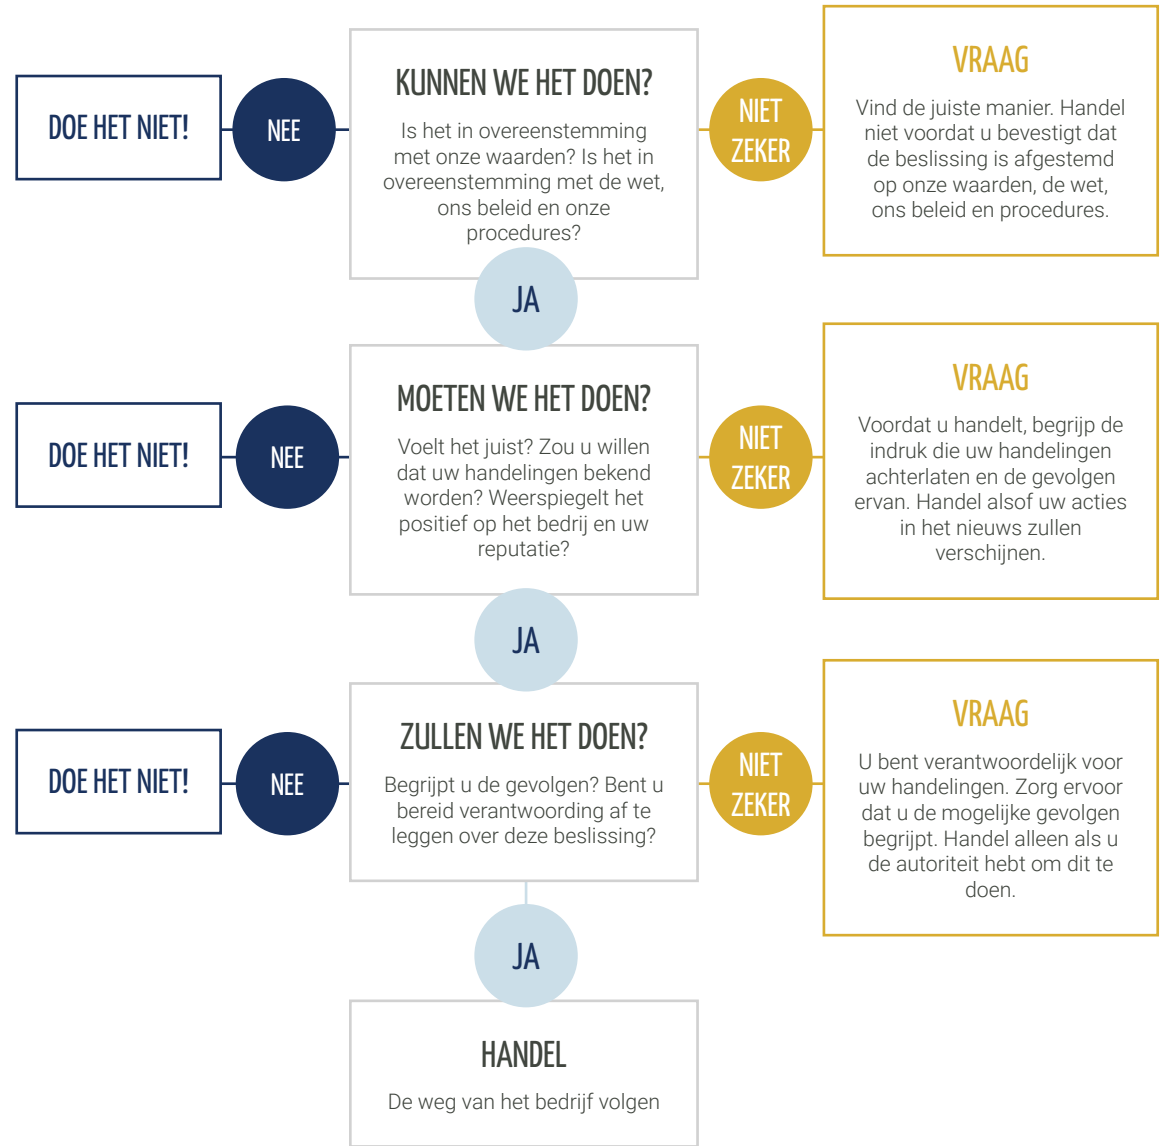 DOE HET NIET!
NEE
KUNNEN WE HET DOEN?
Is het in overeenstemming
met onze waarden? Is het in
overeenstemming met de wet,
ons beleid en onze
procedures?
NIET
ZEKER
VRAAG
Vind de juiste manier. Handel
niet voordat u bevestigt dat
de beslissing is afgestemd
op onze waarden, de wet,
ons beleid en procedures.
JA
DOE HET NIET!
NEE
MOETEN WE HET DOEN?
Voelt het juist? Zou u willen
dat uw handelingen bekend
worden? Weerspiegelt het
positief op het bedrij en uw
reputatie?
NIET
ZEKER
VRAAG
Voordat u handelt, begrijp de
indruk die uw handelingen
achterlaten en de gevolgen
ervan. Handel alsof uw acties
in het nieuws zullen
verschijnen.
JA
DOE HET NIET!
NEE
ZULLEN WE HET DOEN?
Begrijpt u de gevolgen? Bent u
bereid verantwoording af te
leggen over deze beslissing?
NIET
ZEKER
VRAAG
U bent verantwoordelijk voor
uw handelingen. Zorg ervoor
dat u de mogelijke gevolgen
begrijpt. Handel alleen als u
de autoriteit hebt om dit te
doen.
JA
HANDEL
De weg van het bedrijf volgen